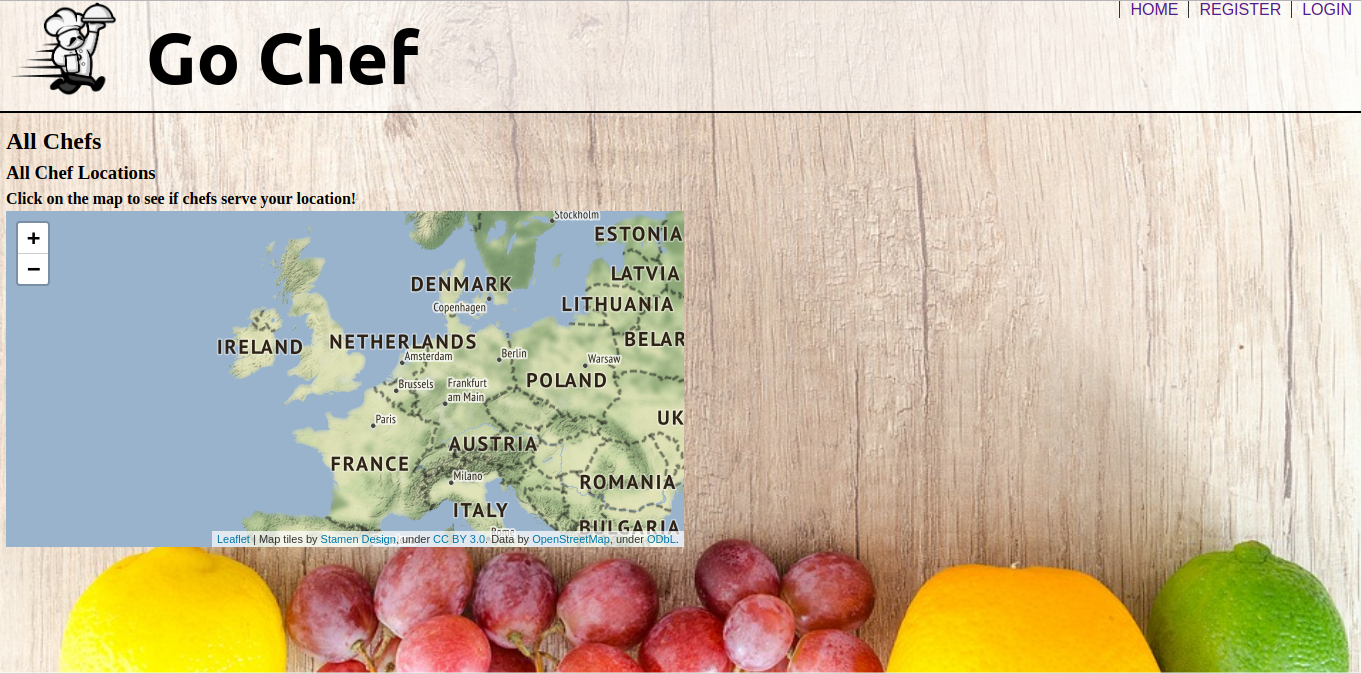 HOME
REGISTER
LOGIN
Go Chef
All Chefs
All Chef Locations
Click on the map to see if chefs serve your location!
+
−
Stockholm
ESTONIA
LATVIA
DENMARK
LITHUANIA
Copenhagen
IRELAND
NETHERLANDS
BELAR
Amsterdam
Berlin
Warsaw
POLAND
Brussels
Frankfurt
am Main
Paris
UK
AUSTRIA
FRANCE
Milano
ROMANIA
ITALY
BULGARIA
Rome
Leaflet | Map tiles by Stamen Design, under CC BY 3.0. Data by OpenStreetMap, under ODbL.